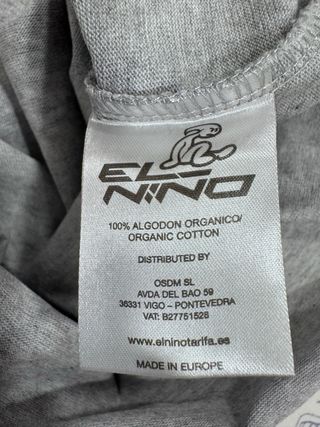 EL
NINO
100% ALGODON ORGANICO/
ORGANIC COTTON
DISTRIBUTED BY
OSDM SL
AVDA DEL BAO 59
36331 VIGO - PONTEVEDRA
VAT: B27751528
www.elninotarifa.es
MADE IN EUROPE